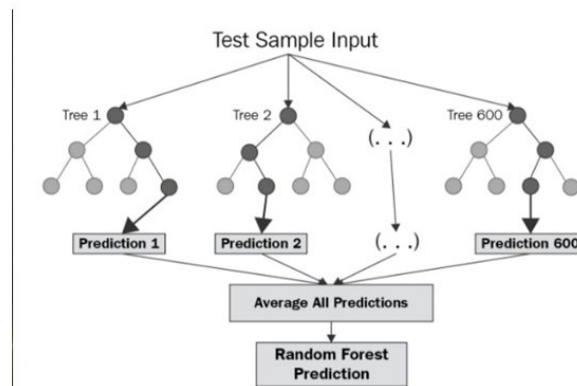 Test Sample Input
Tree 1
Tree 2
(. . .)
Tree 600
Prediction 1
Prediction 2
(. . .)
Prediction 600
Average All Predictions
Random Forest
Prediction